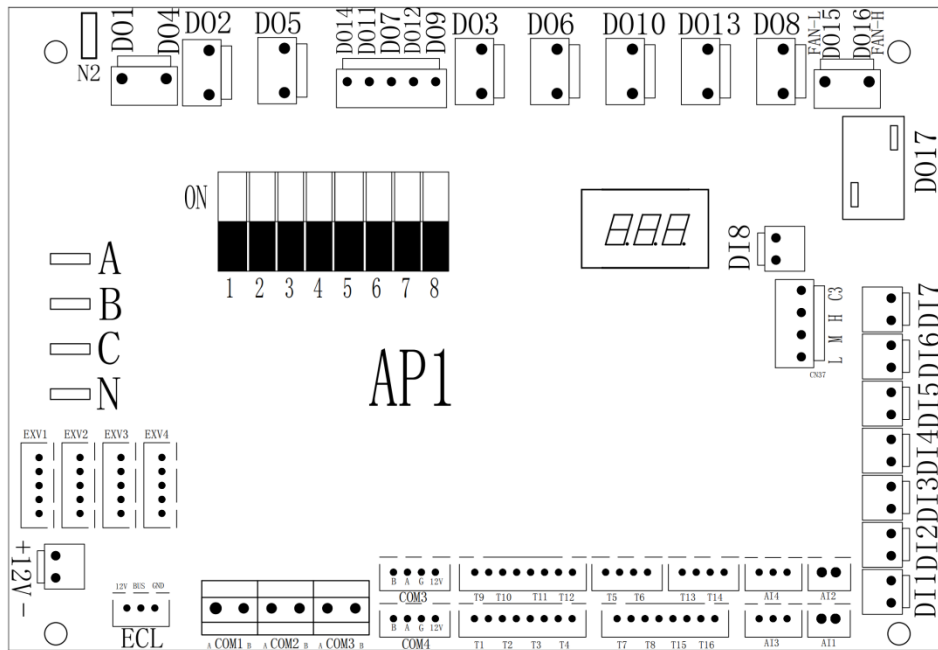 N2
DO1
DO4
DO2
DO5
DO14
DO11
DO7
DO12
DO9
DO3
DO6
DO10
DO13
DO8
FAN-L
DO15
DO16
FAN-H
DO17
ON
1 2 3 4 5 6 7 8
8.8.8
DI8
A
B
C
N
AP1
L M H C3
CN37
DI7
DI6
DI5
DI4
DI3
DI2
DI1
EXV1 EXV2 EXV3 EXV4
+12V-
12V BUS GND
ECL
A COM1 B A COM2 B A COM3 B
B A G 12V
COM3
T9 T10 T11 T12
T5 T6
T13 T14
AI4
AI2
B A G 12V
COM4
T1 T2 T3 T4
T7 T8 T15 T16
AI3
AI1